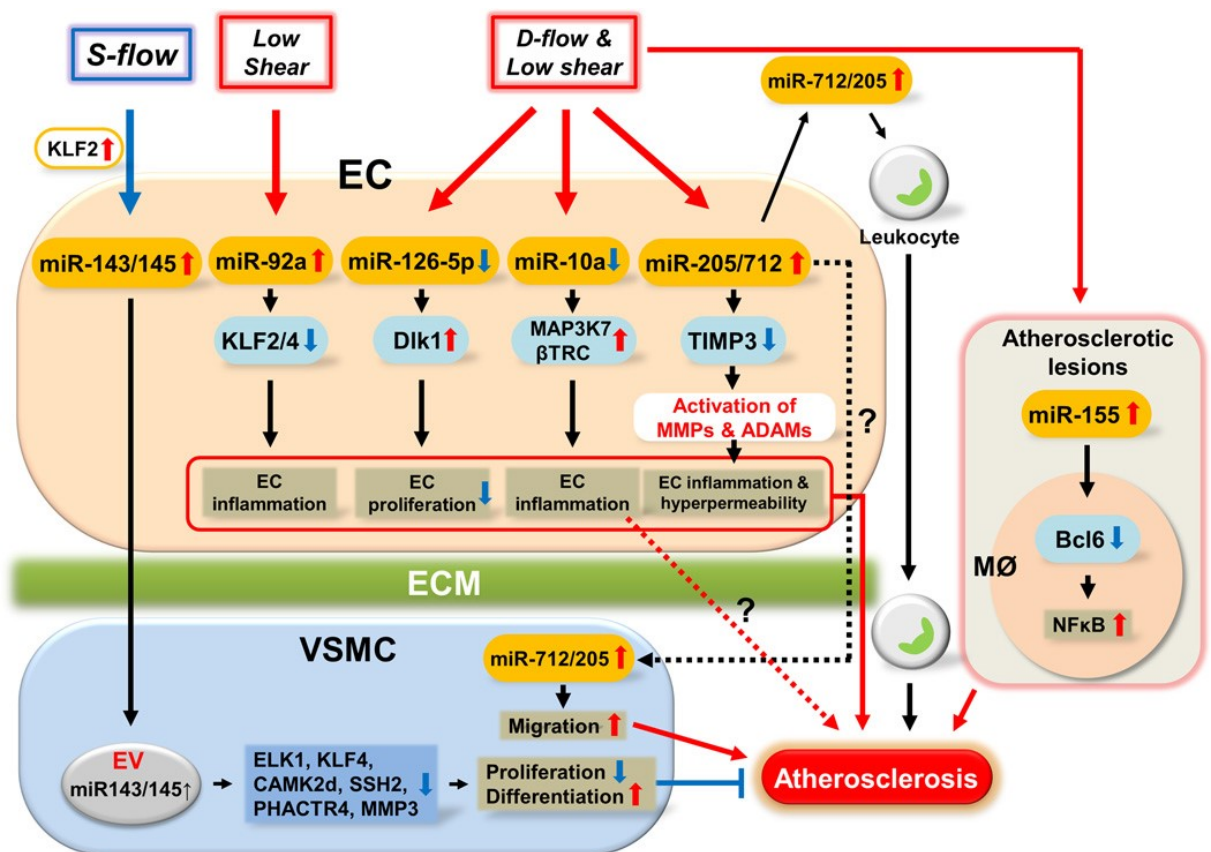 S-flow
Low
Shear
D-flow &
Low shear
miR-712/205
KLF2
EC
Leukocyte
miR-143/145
miR-92a
miR-126-5p
miR-10a
miR-205/712
KLF2/4
Dlk1
MAP3K7
βTRC
TIMP3
Activation of
MMPs & ADAMs
?
EC
inflammation
EC
proliferation
EC
inflammation
EC inflammation &
hyperpermeability
Atherosclerotic
lesions
miR-155
Bcl6
MØ
NFκB
ECM
?
VSMC
miR-712/205
Migration
EV
miR143/145↑
ELK1, KLF4,
CAMK2d, SSH2,
PHACTR4, MMP3
Proliferation
Differentiation
Atherosclerosis